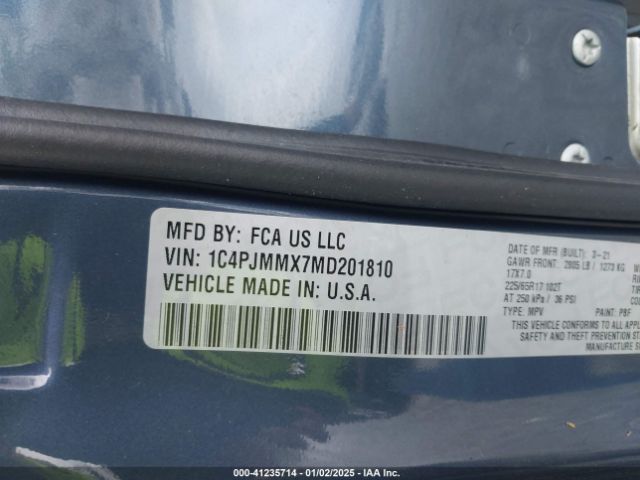 MFD BY: FCA US LLC
VIN: 1C4PJMMX7MD201810
VEHICLE MADE IN: U.S.A.
DATE OF MFR (BUILT): 3-21
GAWR FRONT: 2805 LB / 1273 KG
17X7.0
225/65R17 102T
AT 250 kPa / 36 PSI
TYPE: MPV PAINT: PBF
THIS VEHICLE CONFORMS TO ALL APPL
SAFETY AND THEFT PREVENTION ST
MANUFACTURE S
0-41235714 - 01/02/2025 - IAA.